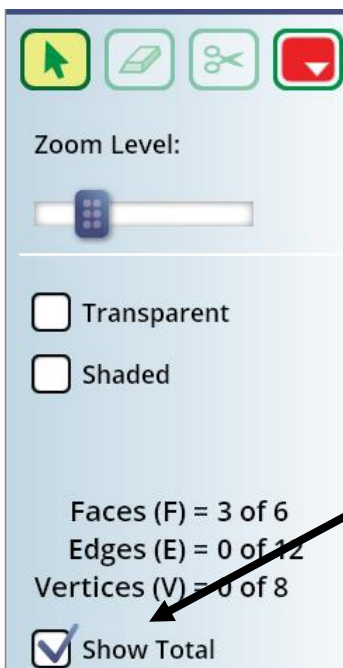 Zoom Level:
Transparent
Shaded
Faces (F) = 3 of 6
Edges (E) = 0 of 12
Vertices (V) = 0 of 8
Show Total